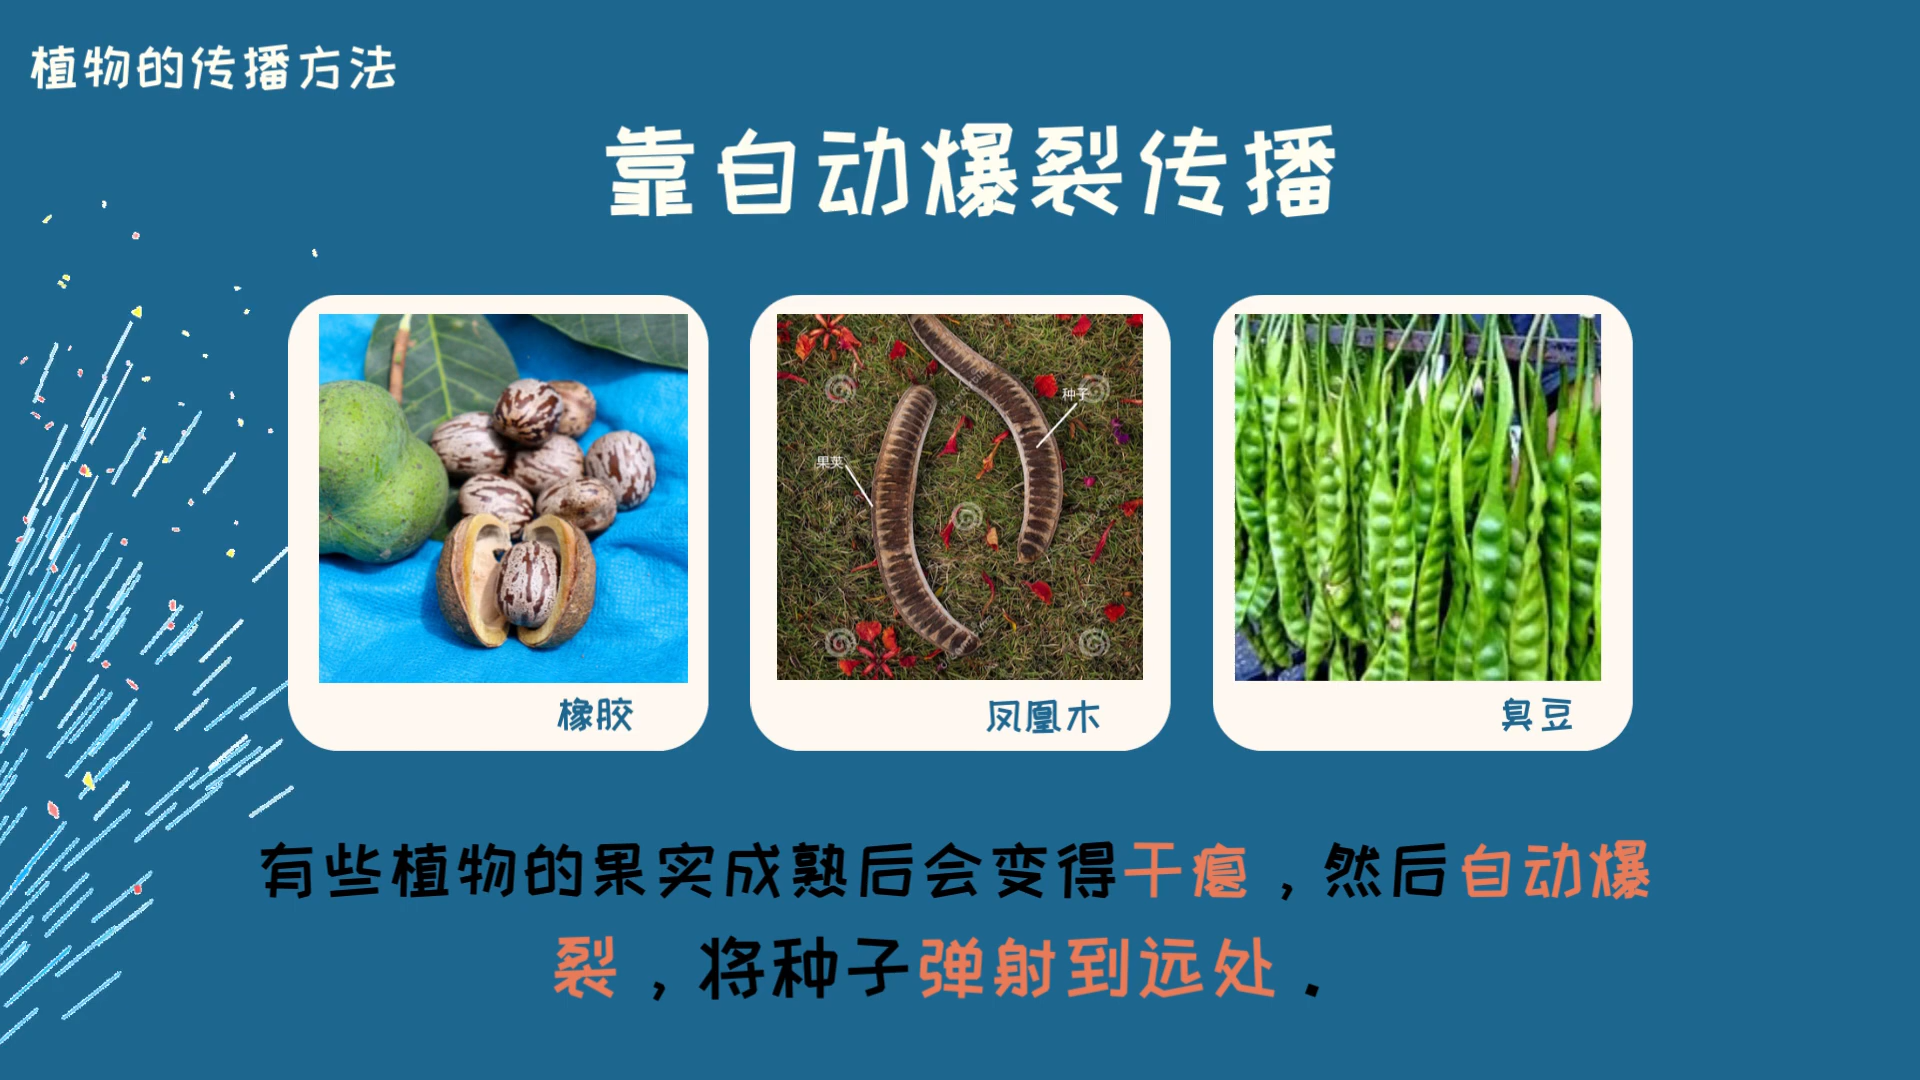 植物的传播方法
靠自动爆裂传播
种子
果荚
橡胶
凤凰木
臭豆
有些植物的果实成熟后会变得干瘪，然后自动爆
裂，将种子弹射到远处.